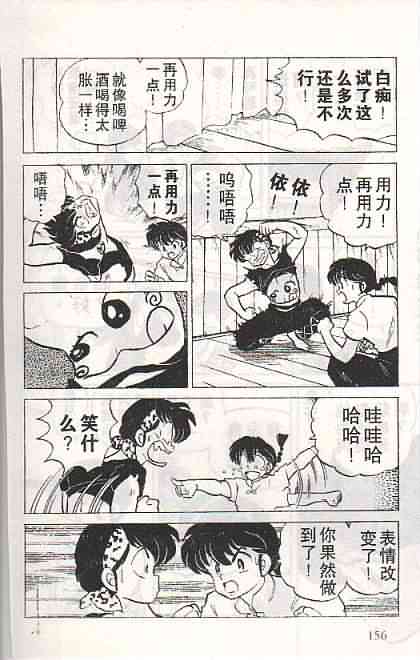 白痴！
试了这
么多次
还是不
行！
再用力
一点！
就像喝啤
酒喝得太
胀一样…
用力！
再用力
点！
依！
依！
呜唔唔
……！
再用力
一点！
唔唔
…
哇哇哈
哈哈！
笑什
么？
表情改
变了！
你果然做
到了！
156